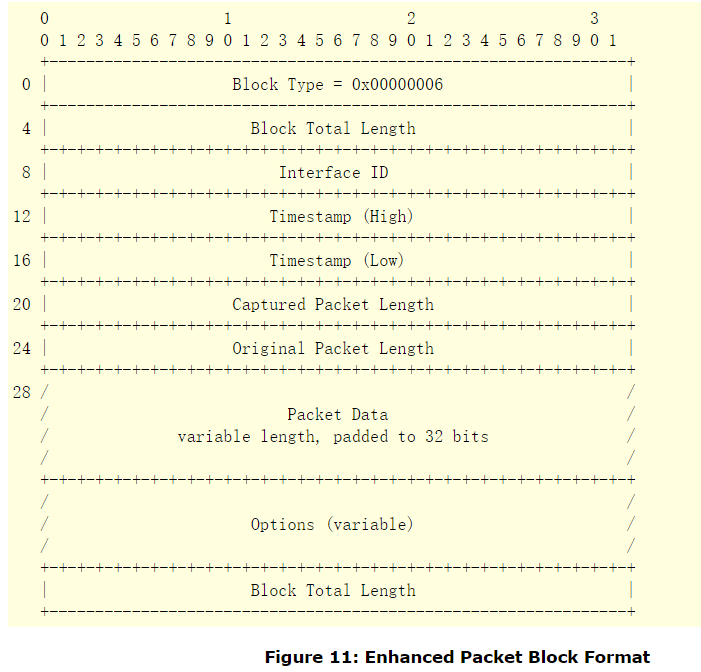 0                   1                   2                   3
0 1 2 3 4 5 6 7 8 9 0 1 2 3 4 5 6 7 8 9 0 1 2 3 4 5 6 7 8 9 0 1
+---------------------------------------------------------------+
0 |                    Block Type = 0x00000006                    |
+---------------------------------------------------------------+
4 |                      Block Total Length                       |
+-+-+-+-+-+-+-+-+-+-+-+-+-+-+-+-+-+-+-+-+-+-+-+-+-+-+-+-+-+-+-+-+
8 |                         Interface ID                          |
+-+-+-+-+-+-+-+-+-+-+-+-+-+-+-+-+-+-+-+-+-+-+-+-+-+-+-+-+-+-+-+-+
12 |                        Timestamp (High)                       |
+-+-+-+-+-+-+-+-+-+-+-+-+-+-+-+-+-+-+-+-+-+-+-+-+-+-+-+-+-+-+-+-+
16 |                        Timestamp (Low)                        |
+-+-+-+-+-+-+-+-+-+-+-+-+-+-+-+-+-+-+-+-+-+-+-+-+-+-+-+-+-+-+-+-+
20 |                    Captured Packet Length                     |
+-+-+-+-+-+-+-+-+-+-+-+-+-+-+-+-+-+-+-+-+-+-+-+-+-+-+-+-+-+-+-+-+
24 |                    Original Packet Length                     |
+-+-+-+-+-+-+-+-+-+-+-+-+-+-+-+-+-+-+-+-+-+-+-+-+-+-+-+-+-+-+-+-+
28 /                                                               /
/                          Packet Data                          /
/              variable length, padded to 32 bits               /
/                                                               /
+-+-+-+-+-+-+-+-+-+-+-+-+-+-+-+-+-+-+-+-+-+-+-+-+-+-+-+-+-+-+-+-+
/                                                               /
/                      Options (variable)                       /
/                                                               /
+-+-+-+-+-+-+-+-+-+-+-+-+-+-+-+-+-+-+-+-+-+-+-+-+-+-+-+-+-+-+-+-+
|                      Block Total Length                       |
+---------------------------------------------------------------+
Figure 11: Enhanced Packet Block Format